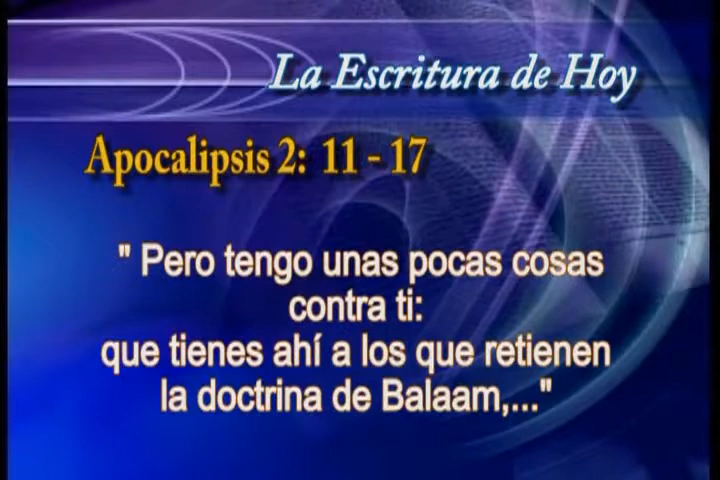 La Escritura de Hoy
Apocalipsis 2: 11 - 17
" Pero tengo unas pocas cosas
contra ti:
que tienes ahí a los que retienen
la doctrina de Balaam,..."